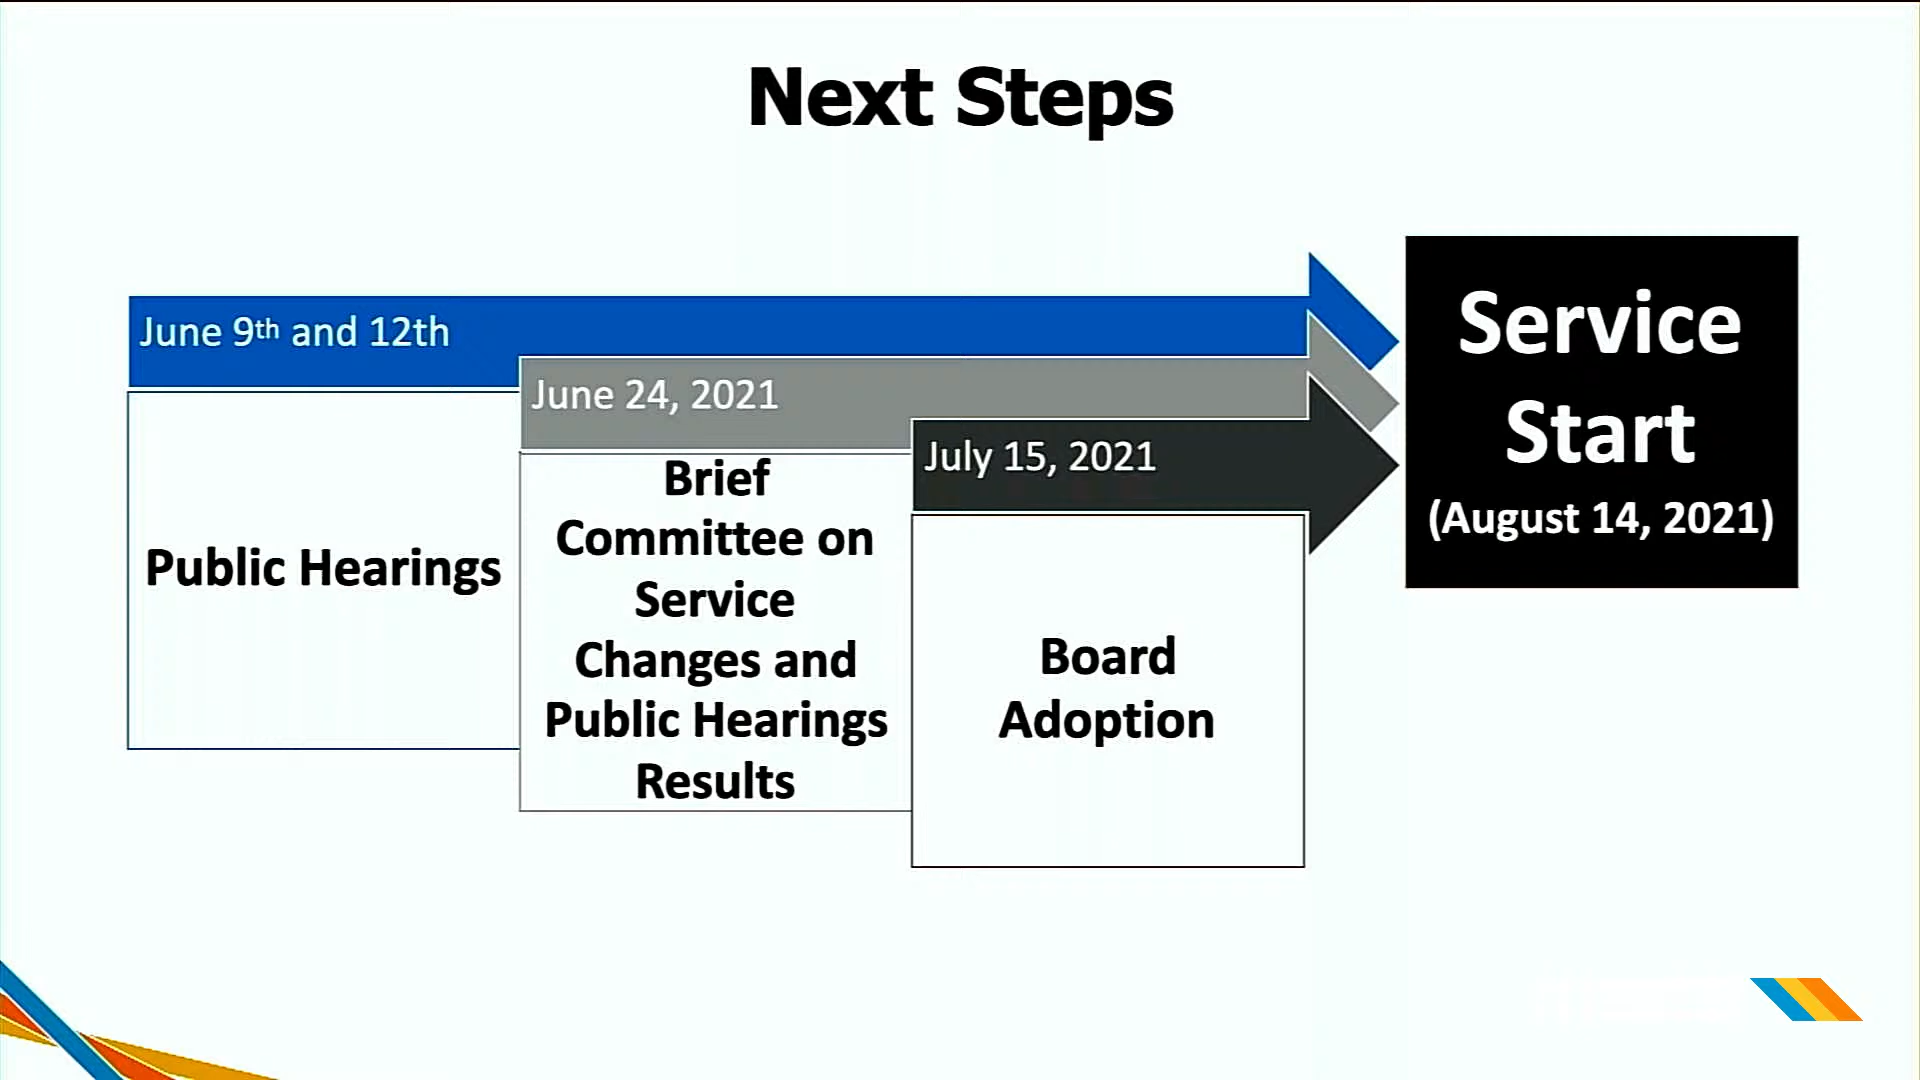 Next Steps
June 9th and 12th
Public Hearings
June 24, 2021
Brief
Committee on
Service
Changes and
Public Hearings
Results
July 15, 2021
Board
Adoption
Service
Start
(August 14, 2021)